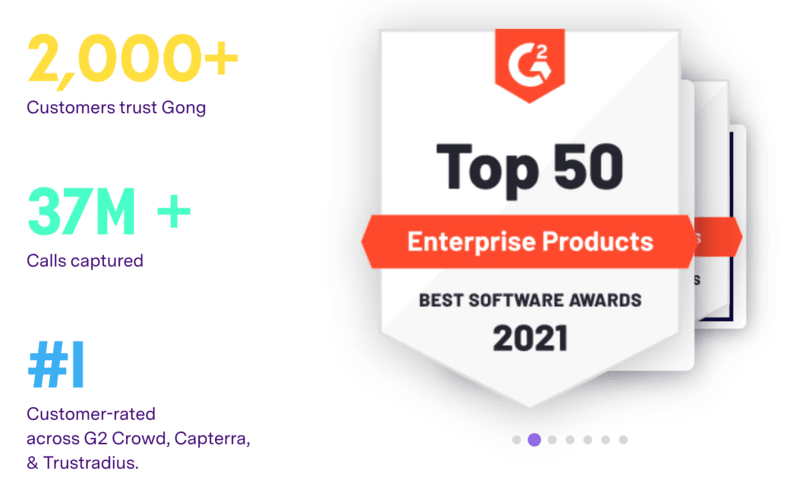 2,000+
Customers trust Gong
37M +
Calls captured
#1
Customer-rated
across G2 Crowd, Capterra,
& Trustradius.
G2
Top 50
Enterprise Products
BEST SOFTWARE AWARDS
2021
S
S